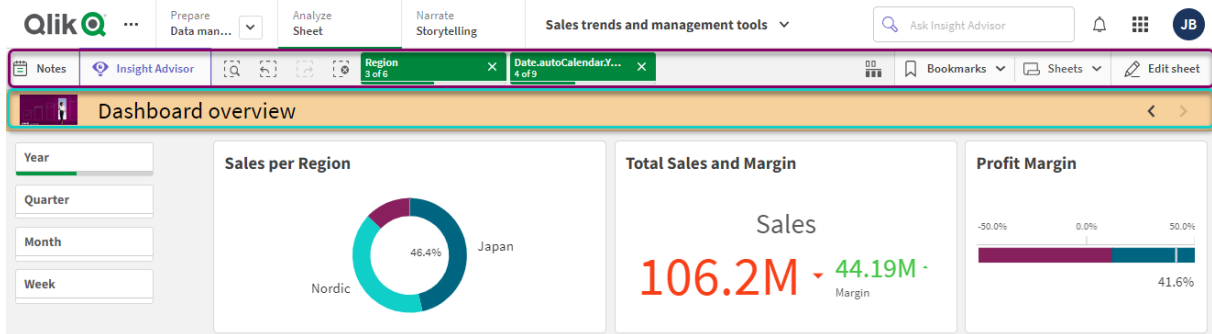 Qlik
Prepare
Data man...
Analyze
Sheet
Narrate
Storytelling
Sales trends and management tools
Ask Insight Advisor
JB
Notes
Insight Advisor
Region
3 of 6
Date.autoCalendar.Y...
4 of 9
Bookmarks
Sheets
Edit sheet
Dashboard overview
Year
Quarter
Month
Week
Sales per Region
46.4%
Japan
Nordic
Total Sales and Margin
Sales
106.2M
44.19M
Margin
Profit Margin
-50.0% 0.0% 50.0%
41.6%